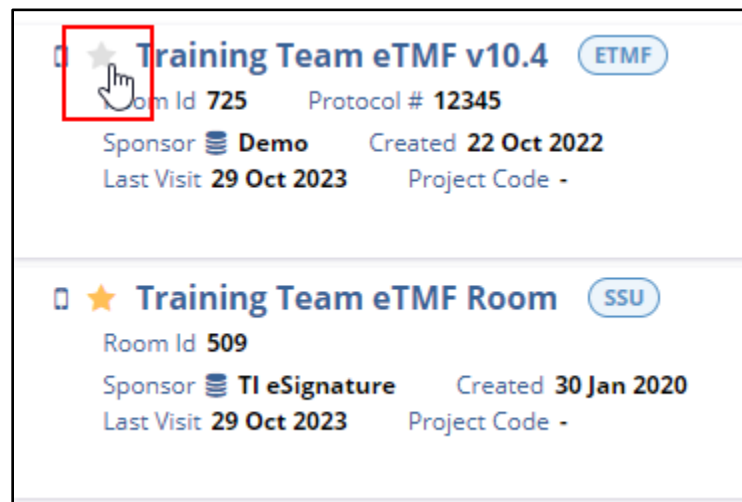 Training Team eTMF v10.4 ETMF
Room Id 725 Protocol # 12345
Sponsor Demo Created 22 Oct 2022
Last Visit 29 Oct 2023 Project Code -
Training Team eTMF Room SSU
Room Id 509
Sponsor TI eSignature Created 30 Jan 2020
Last Visit 29 Oct 2023 Project Code -